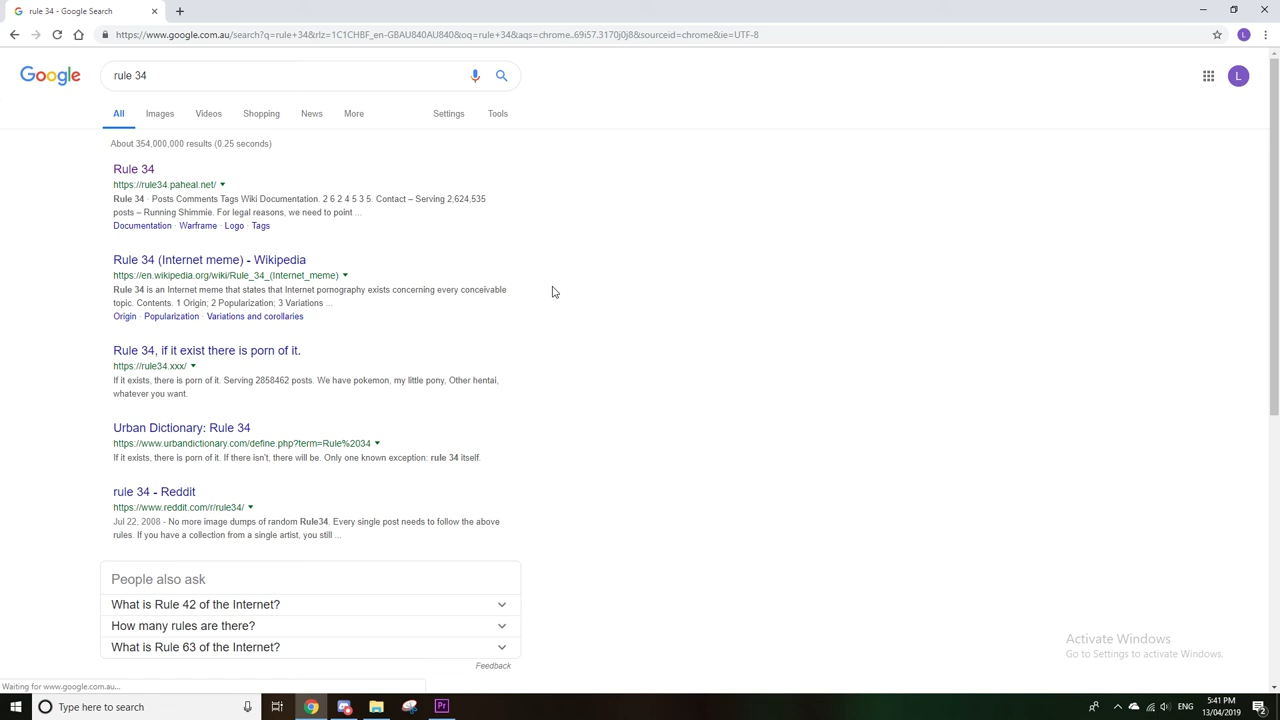 rule 34 - Google Search
https://www.google.com.au/search?q=rule+34&rlz=1C1CHBF_en-GBAU840AU840&oq=rule+34&aqs=chrome..69i57.3170j0j8&sourceid=chrome&ie=UTF-8
L
Google
rule 34
L
All Images Videos Shopping News More Settings Tools
About 354,000,000 results (0.25 seconds)
Rule 34
https://rule34.paheal.net/
Rule 34 · Posts Comments Tags Wiki Documentation. 2 6 2 4 5 3 5. Contact – Serving 2,624,535
posts – Running Shimmie. For legal reasons, we need to point ...
Documentation · Warframe · Logo · Tags
Rule 34 (Internet meme) - Wikipedia
https://en.wikipedia.org/wiki/Rule_34_(Internet_meme)
Rule 34 is an Internet meme that states that Internet pornography exists concerning every conceivable
topic. Contents. 1 Origin; 2 Popularization; 3 Variations ...
Origin · Popularization · Variations and corollaries
Rule 34, if it exist there is porn of it.
https://rule34.xxx/
If it exists, there is porn of it. Serving 2858462 posts. We have pokemon, my little pony, Other hentai,
whatever you want.
Urban Dictionary: Rule 34
https://www.urbandictionary.com/define.php?term=Rule%2034
If it exists, there is porn of it. If there isn't, there will be. Only one known exception: rule 34 itself.
rule 34 - Reddit
https://www.reddit.com/r/rule34/
Jul 22, 2008 - No more image dumps of random Rule34. Every single post needs to follow the above
rules. If you have a collection from a single artist, you still ...
People also ask
What is Rule 42 of the Internet?
How many rules are there?
What is Rule 63 of the Internet?
Feedback
Activate Windows
Go to Settings to activate Windows.
Waiting for www.google.com.au...
Type here to search
Pr
ENG
5:41 PM
13/04/2019
2